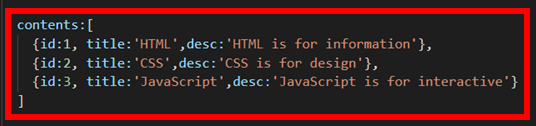 contents:[
{id:1, title:'HTML',desc:'HTML is for information'},
{id:2, title:'CSS',desc:'CSS is for design'},
{id:3, title:'JavaScript',desc:'JavaScript is for interactive'}
]